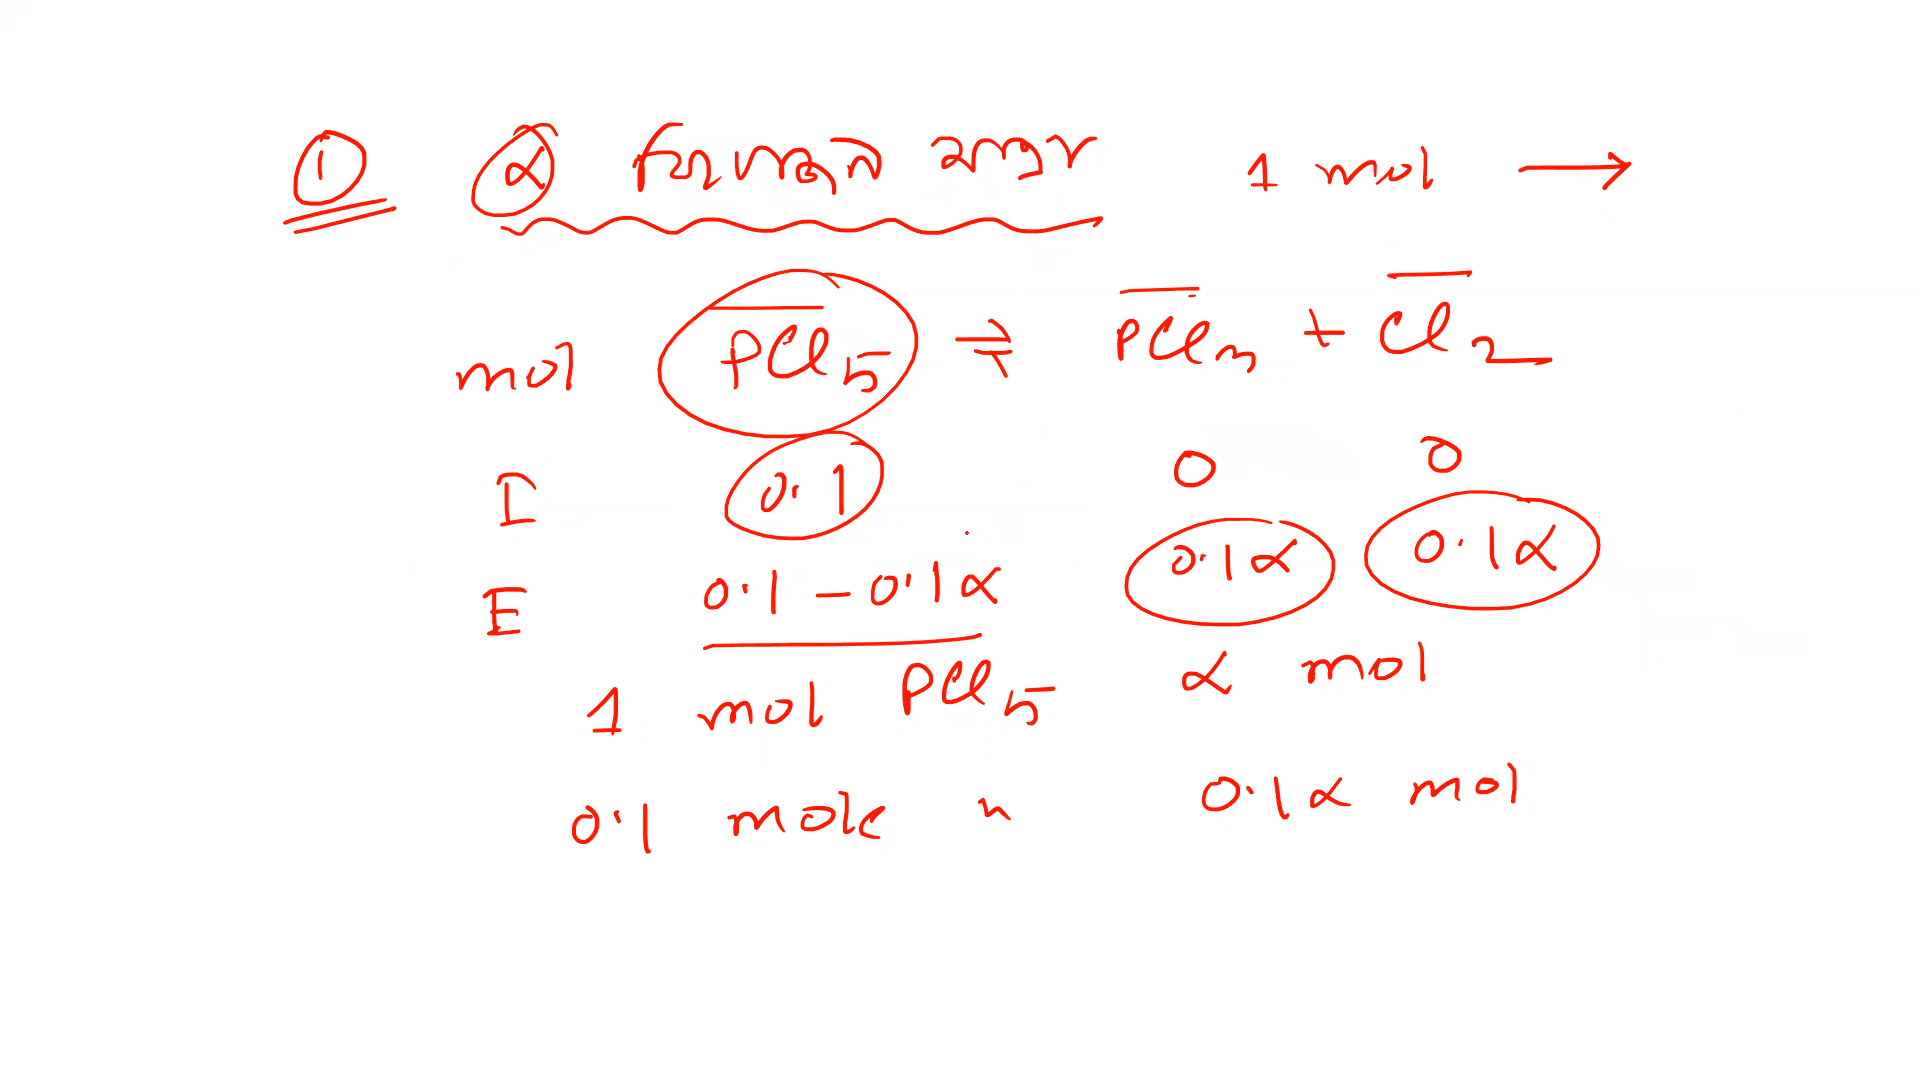 ① α বিয়োজন মাত্রা 1 mol →
mol PCl5 ⇌ PCl3 + Cl2
I 0.1 0 0
E 0.1 - 0.1α 0.1α 0.1α
1 mol PCl5 α mol
0.1 mole " 0.1α mol